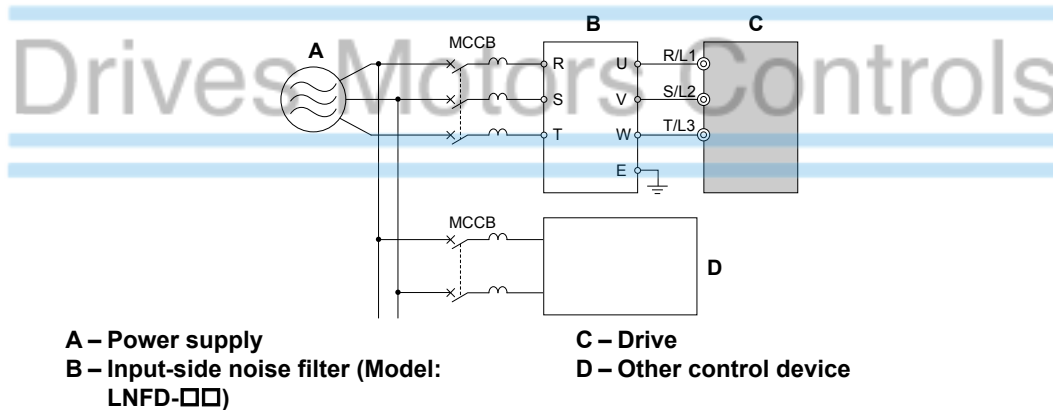 Drives Motors Controls
A
B
C
MCCB
R
U
R/L1
S
V
S/L2
T
W
T/L3
E
MCCB
D
A – Power supply
B – Input-side noise filter (Model:
LNFD-□□)
C – Drive
D – Other control device